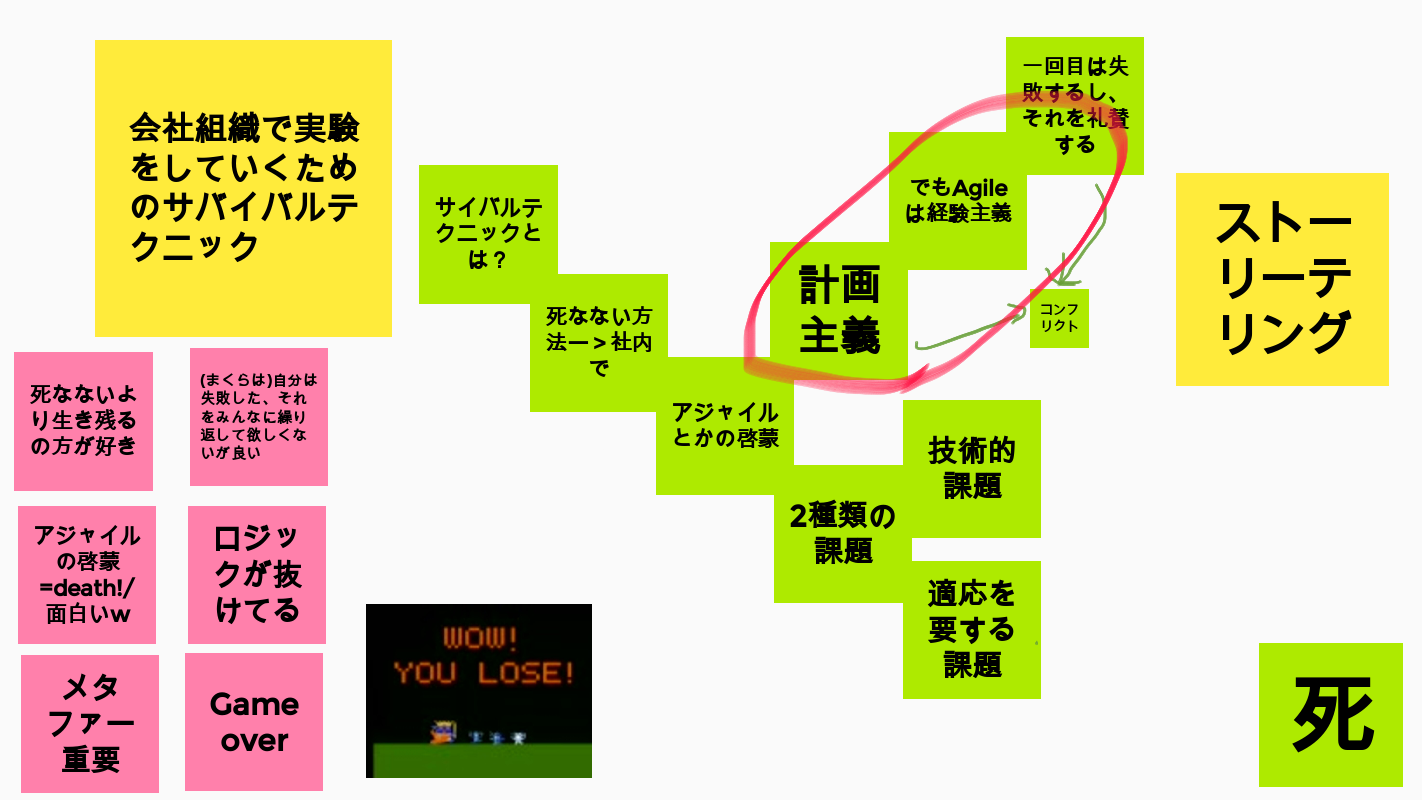 会社組織で実験
をしていくため
のサバイバルテ
クニック
サイバルテ
クニックと
は？
死なない方
法ー＞社内
で
アジャイル
とかの啓蒙
2種類の
課題
技術的
課題
適応を
要する
課題
計画
主義
でもAgile
は経験主義
一回目は失
敗するし、
それを礼賛
する
コンフ
リクト
ストー
リーテ
リング
死なないよ
り生き残る
の方が好き
(まくらは)自分は
失敗した、それ
をみんなに繰り
返して欲しくな
いが良い
アジャイル
の啓蒙
=death!/
面白いw
ロジッ
クが抜
けてる
メタ
ファー
重要
Game
over
WOW!
YOU LOSE!
死